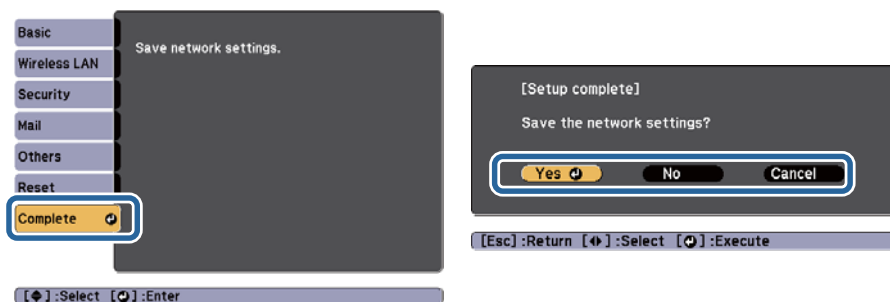 Basic
Wireless LAN
Security
Mail
Others
Reset
Complete
Save network settings.
[◆] :Select [↵] :Enter
[Setup complete]
Save the network settings?
Yes ↵ No Cancel
[Esc] :Return [◀▶] :Select [↵] :Execute